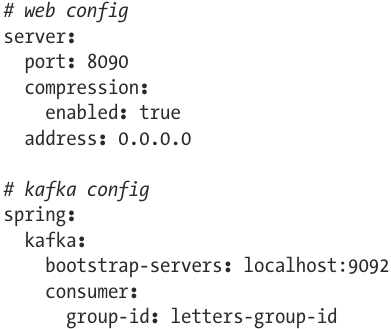 # web config
server:
  port: 8090
  compression:
    enabled: true
  address: 0.0.0.0

# kafka config
spring:
  kafka:
    bootstrap-servers: localhost:9092
    consumer:
      group-id: letters-group-id